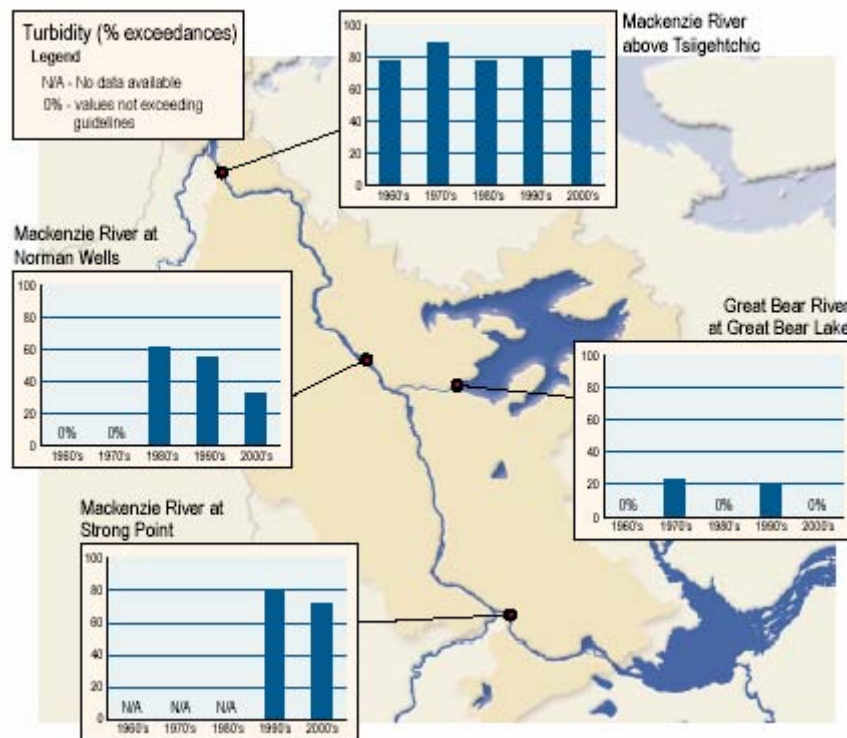 Turbidity (% exceedances)
Legend
N/A - No data available
0% - values not exceeding
guidelines
Mackenzie River
above Tsiigehtchic
100
80
60
40
20
0
1960's 1970's 1980's 1990's 2000's
Mackenzie River at
Norman Wells
100
80
60
40
20
0
0% 0%
1960's 1970's 1980's 1990's 2000's
Great Bear River
at Great Bear Lake
100
80
60
40
20
0
0% 0% 0%
1960's 1970's 1980's 1990's 2000's
Mackenzie River at
Strong Point
100
80
60
40
20
0
N/A N/A N/A
1960's 1970's 1980's 1990's 2000's